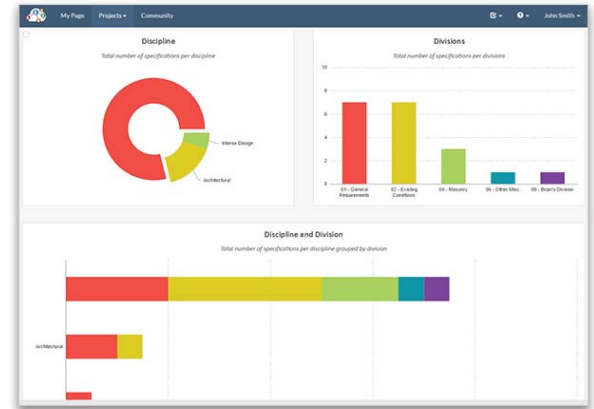 My Page Projects Community John Smith
Discipline
Total number of specifications per discipline
Interior Design
Architectural
Divisions
Total number of specifications per divisions
10
8
6
4
2
0
01 - General Requirements
02 - Existing Conditions
04 - Masonry
06 - Other Misc.
09 - Brian's Division
Discipline and Division
Total number of specifications per discipline grouped by division
Architectural